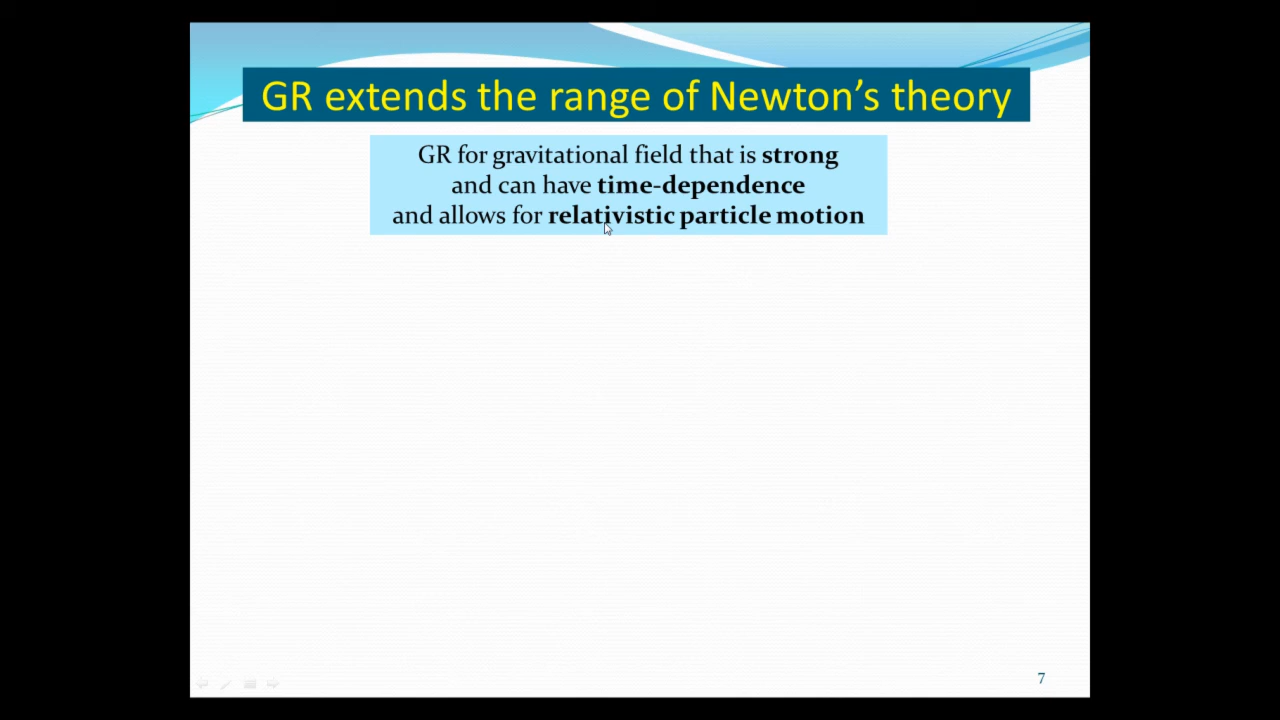 GR extends the range of Newton’s theory
GR for gravitational field that is strong
and can have time-dependence
and allows for relativistic particle motion
7